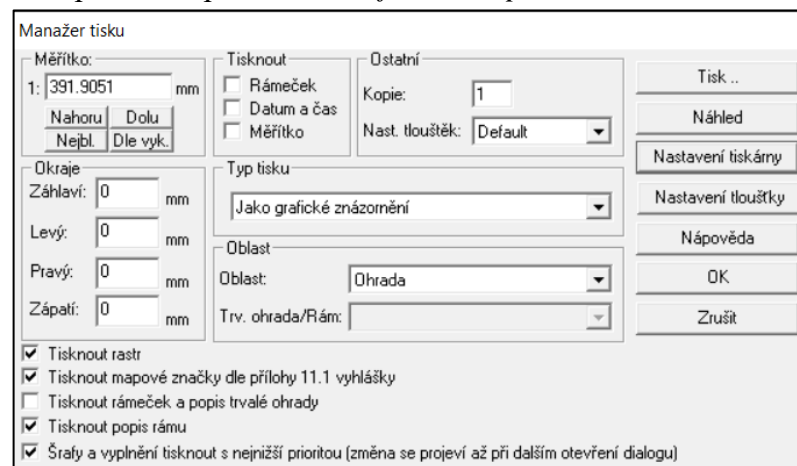 Manažer tisku
Měřítko:
1: 391.9051 mm
Nahoru Dolu
Nejbl. Dle vyk.
Tisknout
Rámeček
Datum a čas
Měřítko
Ostatní
Kopie: 1
Nast. tlouštěk: Default
Okraje
Záhlaví: 0 mm
Levý: 0 mm
Pravý: 0 mm
Zápatí: 0 mm
Typ tisku
Jako grafické znázornění
Oblast
Oblast: Ohrada
Trv. ohrada/Rám:
Tisk ..
Náhled
Nastavení tiskárny
Nastavení tloušťky
Nápověda
OK
Zrušit
Tisknout rastr
Tisknout mapové značky dle přílohy 11.1 vyhlášky
Tisknout rámeček a popis trvalé ohrady
Tisknout popis rámu
Šrafy a vyplnění tisknout s nejnižší prioritou (změna se projeví až při dalším otevření dialogu)